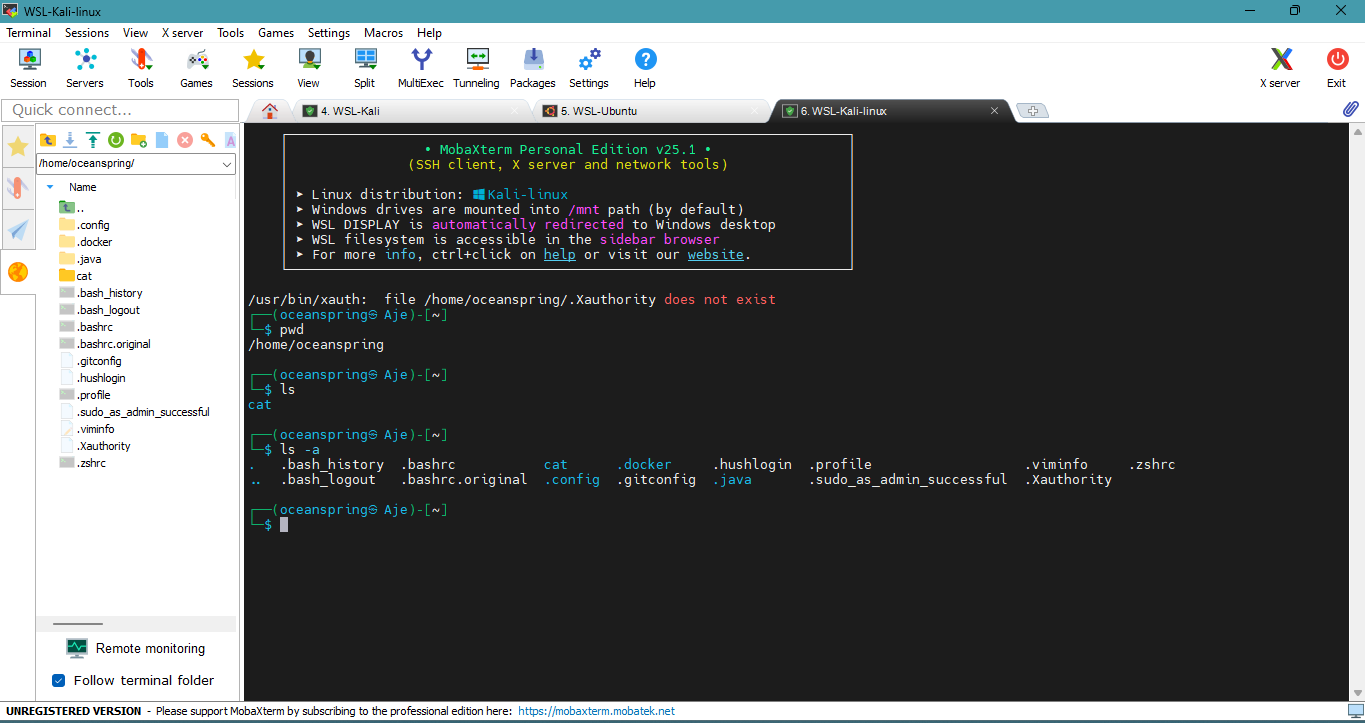 WSL-Kali-linux
Terminal Sessions View X server Tools Games Settings Macros Help
Session Servers Tools Games Sessions View Split MultiExec Tunneling Packages Settings Help X server Exit
Quick connect...
4. WSL-Kali
5. WSL-Ubuntu
6. WSL-Kali-linux
/home/oceanspring/
Name
..
.config
.docker
.java
cat
.bash_history
.bash_logout
.bashrc
.bashrc.original
.gitconfig
.hushlogin
.profile
.sudo_as_admin_successful
.viminfo
.Xauthority
.zshrc
Remote monitoring
Follow terminal folder
• MobaXterm Personal Edition v25.1 •
(SSH client, X server and network tools)
➤ Linux distribution: Kali-linux
➤ Windows drives are mounted into /mnt path (by default)
➤ WSL DISPLAY is automatically redirected to Windows desktop
➤ WSL filesystem is accessible in the sidebar browser
➤ For more info, ctrl+click on help or visit our website.
/usr/bin/xauth:  file /home/oceanspring/.Xauthority does not exist
┌──(oceanspring㉿ Aje)-[~]
└─$ pwd
/home/oceanspring
┌──(oceanspring㉿ Aje)-[~]
└─$ ls
cat
┌──(oceanspring㉿ Aje)-[~]
└─$ ls -a
.   .bash_history  .bashrc           cat      .docker     .hushlogin  .profile                   .viminfo     .zshrc
..  .bash_logout   .bashrc.original  .config  .gitconfig  .java       .sudo_as_admin_successful  .Xauthority
┌──(oceanspring㉿ Aje)-[~]
└─$
UNREGISTERED VERSION - Please support MobaXterm by subscribing to the professional edition here: https://mobaxterm.mobatek.net